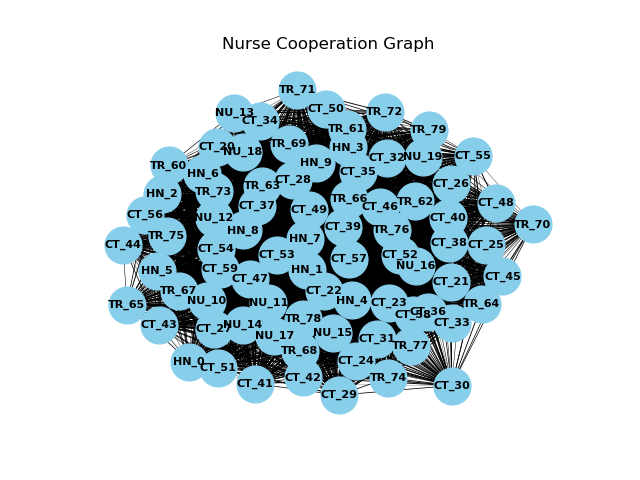 Nurse Cooperation Graph
TR_71
CT_50
TR_72
NU_13
CT_34
TR_61
TR_79
TR_69
HN_3
CT_20
NU_18
CT_32
NU_19
CT_55
HN_9
TR_60
HN_6
CT_35
CT_28
CT_26
TR_63
TR_73
HN_2
TR_66
TR_62
CT_48
CT_37
CT_46
CT_49
CT_56
NU_12
CT_40
TR_70
CT_39
HN_8
TR_76
TR_75
HN_7
CT_38
CT_44
CT_25
CT_54
CT_53
CT_52
CT_57
NU_16
CT_59
HN_5
HN_1
CT_45
CT_47
CT_21
TR_67
CT_22
NU_10
NU_11
HN_4
CT_23
TR_64
TR_65
TR_78
CT_33
CT_43
NU_14
NU_17
NU_15
CT_31
TR_77
TR_68
CT_24
CT_51
CT_42
TR_74
CT_41
CT_30
CT_29